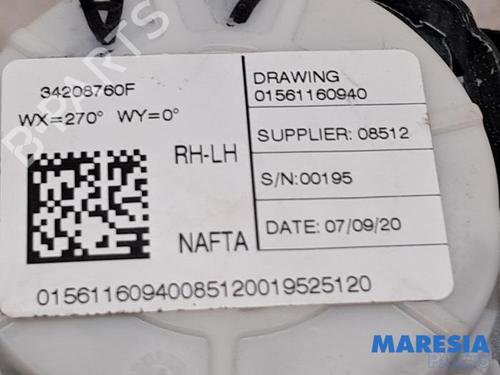 34208760F
WX=270° WY=0°
RH-LH
NAFTA
DRAWING
01561160940
SUPPLIER: 08512
S/N:00195
DATE: 07/09/20
01561160940085120019525120
B-PARTS
MARESIA